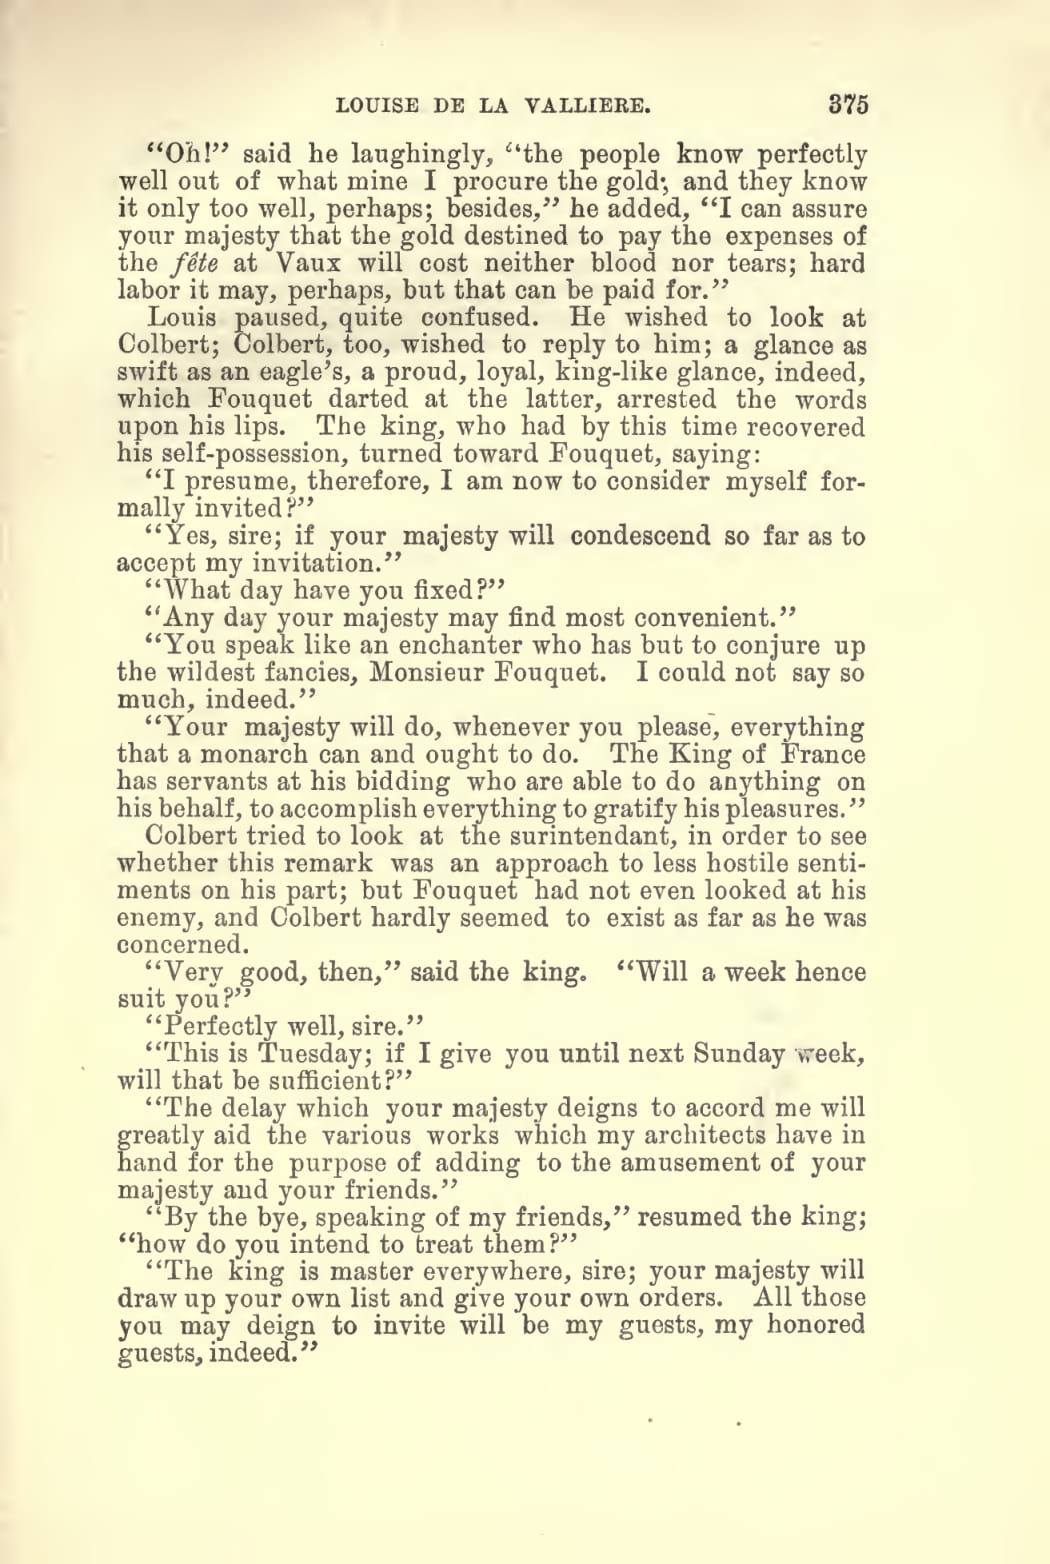 LOUISE DE LA VALLIERE. 375
“Oh!” said he laughingly, “the people know perfectly
well out of what mine I procure the gold; and they know
it only too well, perhaps; besides,” he added, “I can assure
your majesty that the gold destined to pay the expenses of
the fête at Vaux will cost neither blood nor tears; hard
labor it may, perhaps, but that can be paid for.”
Louis paused, quite confused. He wished to look at
Colbert; Colbert, too, wished to reply to him; a glance as
swift as an eagle’s, a proud, loyal, king-like glance, indeed,
which Fouquet darted at the latter, arrested the words
upon his lips. The king, who had by this time recovered
his self-possession, turned toward Fouquet, saying:
“I presume, therefore, I am now to consider myself for-
mally invited?”
“Yes, sire; if your majesty will condescend so far as to
accept my invitation.”
“What day have you fixed?”
“Any day your majesty may find most convenient.”
“You speak like an enchanter who has but to conjure up
the wildest fancies, Monsieur Fouquet. I could not say so
much, indeed.”
“Your majesty will do, whenever you please, everything
that a monarch can and ought to do. The King of France
has servants at his bidding who are able to do anything on
his behalf, to accomplish everything to gratify his pleasures.”
Colbert tried to look at the surintendant, in order to see
whether this remark was an approach to less hostile senti-
ments on his part; but Fouquet had not even looked at his
enemy, and Colbert hardly seemed to exist as far as he was
concerned.
“Very good, then,” said the king. “Will a week hence
suit you?”
“Perfectly well, sire.”
“This is Tuesday; if I give you until next Sunday week,
will that be sufficient?”
“The delay which your majesty deigns to accord me will
greatly aid the various works which my architects have in
hand for the purpose of adding to the amusement of your
majesty and your friends.”
“By the bye, speaking of my friends,” resumed the king;
“how do you intend to treat them?”
“The king is master everywhere, sire; your majesty will
draw up your own list and give your own orders. All those
you may deign to invite will be my guests, my honored
guests, indeed.”